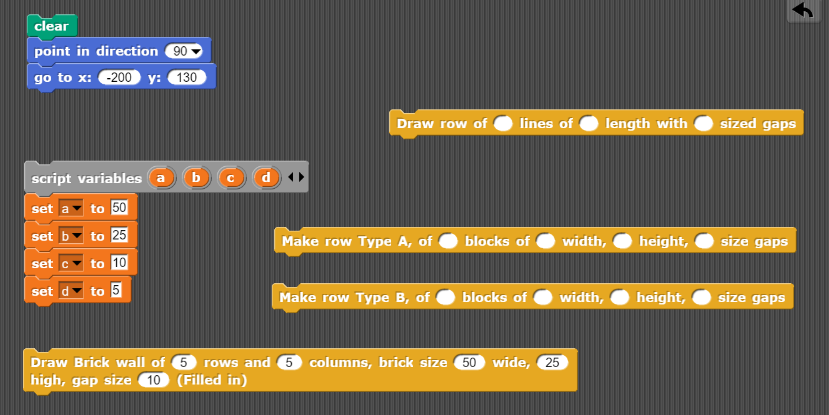 clear
point in direction 90
go to x: -200 y: 130
Draw row of lines of length with sized gaps
script variables a b c d
set a to 50
set b to 25
set c to 10
set d to 5
Make row Type A, of blocks of width, height, size gaps
Make row Type B, of blocks of width, height, size gaps
Draw Brick wall of 5 rows and 5 columns, brick size 50 wide, 25
high, gap size 10 (Filled in)